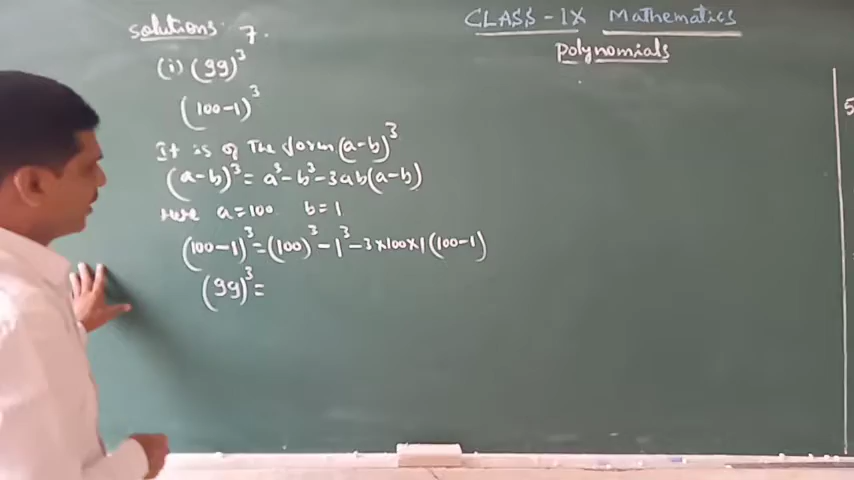 CLASS - IX Mathematics
Polynomials
Solutions. 7.
(i) (99)³
(100-1)³
It is of The form (a-b)³
(a-b)³ = a³ - b³ - 3ab(a-b)
Here a=100 b=1
(100-1)³ = (100)³ - 1³ - 3×100×1 (100-1)
(99)³ =
5